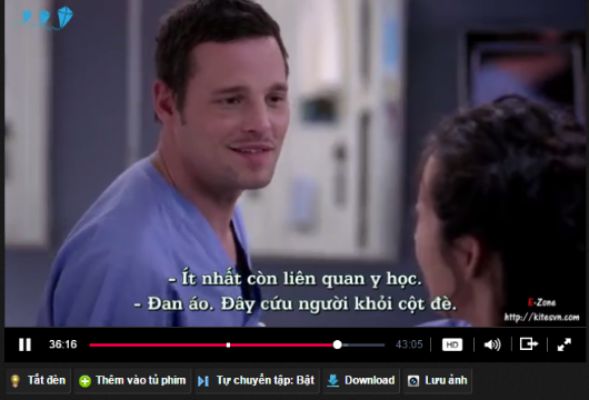 - Ít nhất còn liên quan y học.
- Đan áo. Đây cứu người khỏi cột đè.
E-Zone
http://kitesvn.com/
36:16
43:05
HD
Tắt đèn
Thêm vào tủ phim
Tự chuyển tập: Bật
Download
Lưu ảnh